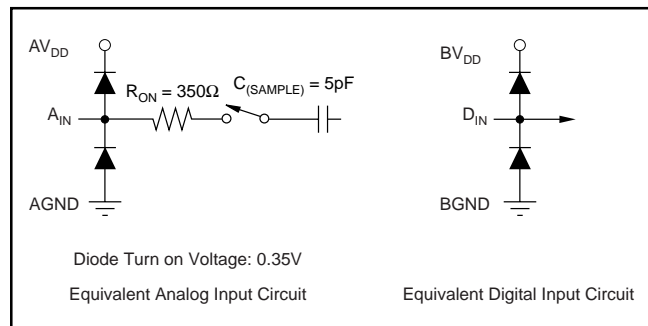 AV_DD
BV_DD
R_ON = 350Ω
C_(SAMPLE) = 5pF
A_IN
D_IN
AGND
BGND
Diode Turn on Voltage: 0.35V
Equivalent Analog Input Circuit
Equivalent Digital Input Circuit